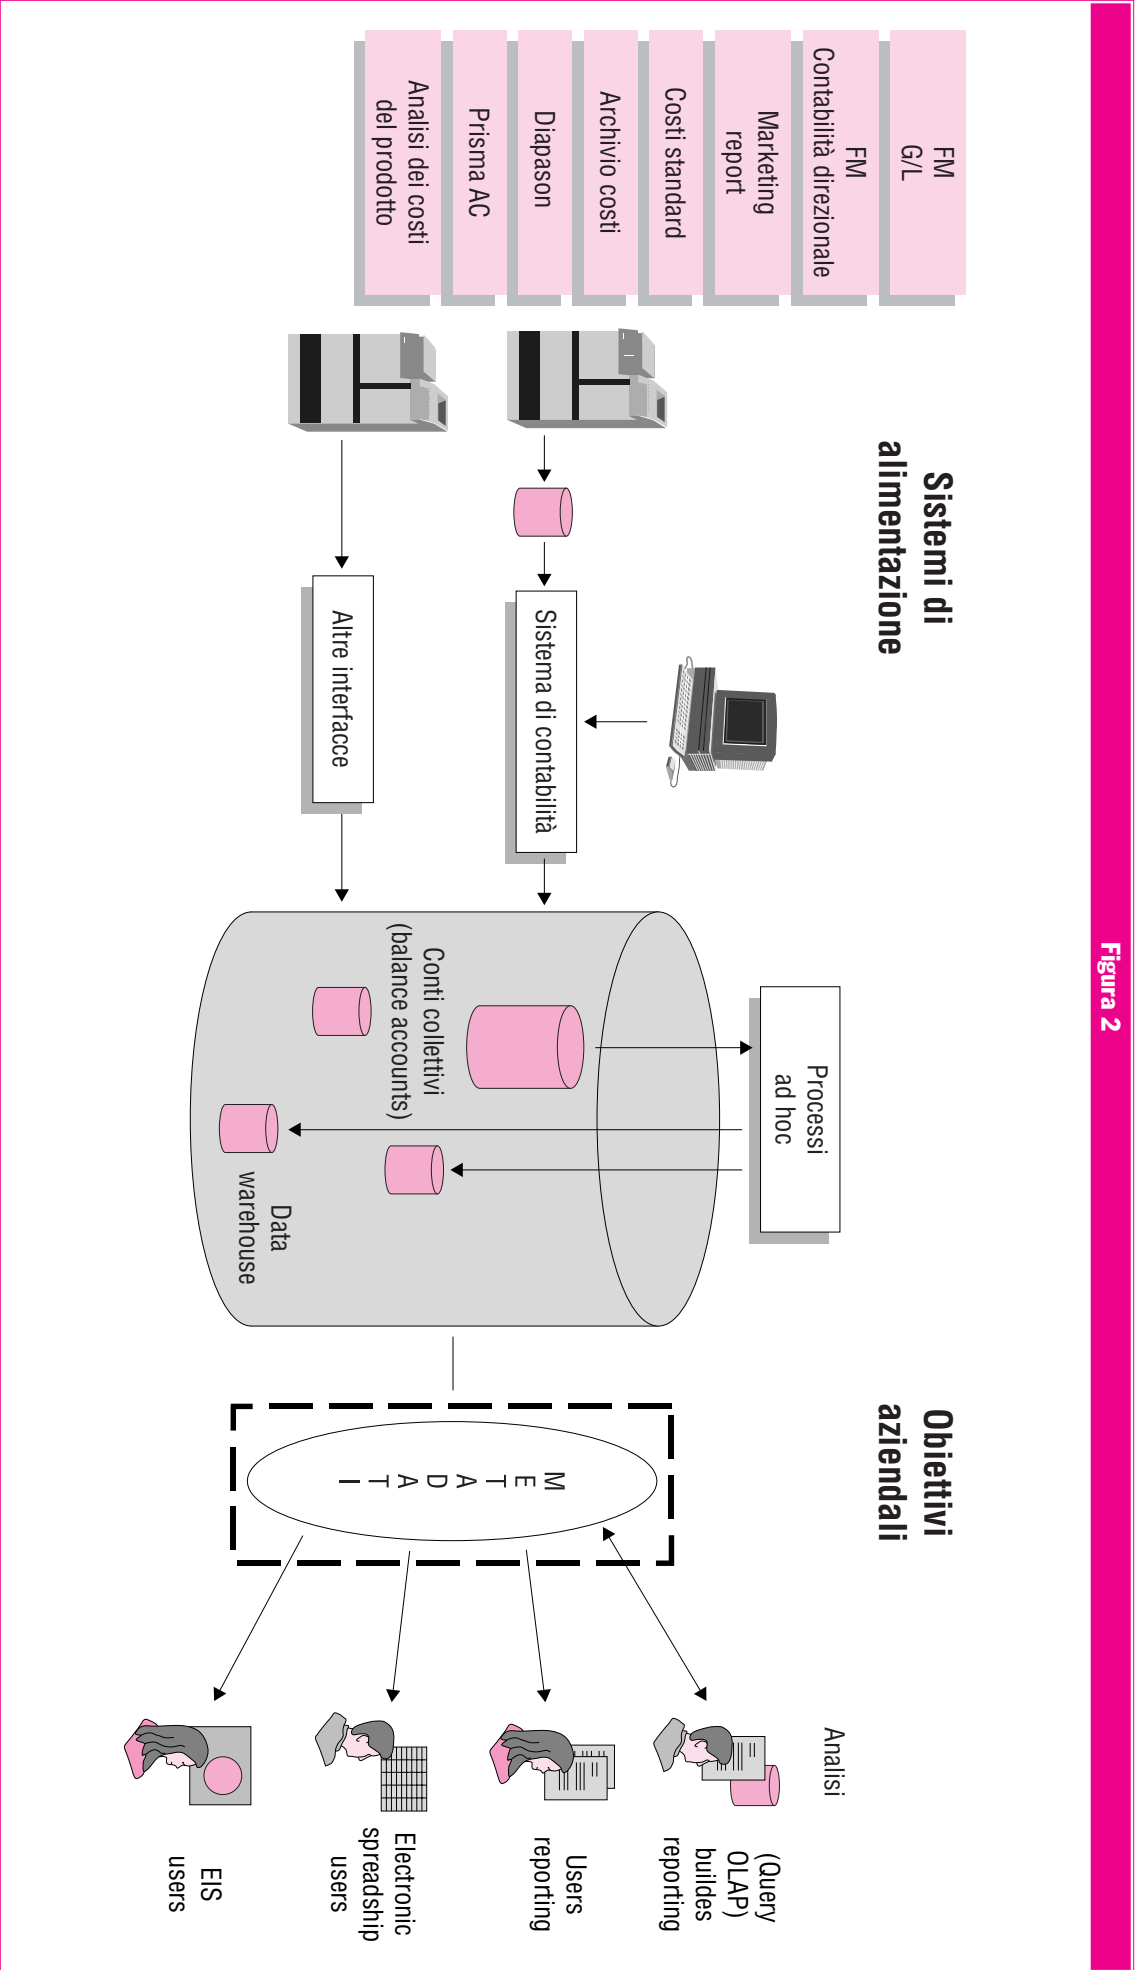 Figura 2
Sistemi di
alimentazione
Obiettivi
aziendali
FM
G/L
FM
Contabilità direzionale
Marketing
report
Costi standard
Archivio costi
Diapason
Prisma AC
Analisi dei costi
del prodotto
Sistema di contabilità
Altre interfacce
Processi
ad hoc
Conti collettivi
(balance accounts)
Data
warehouse
METADATI
Analisi
(Query
OLAP)
buildes
reporting
Users
reporting
Electronic
spreadship
users
EIS
users